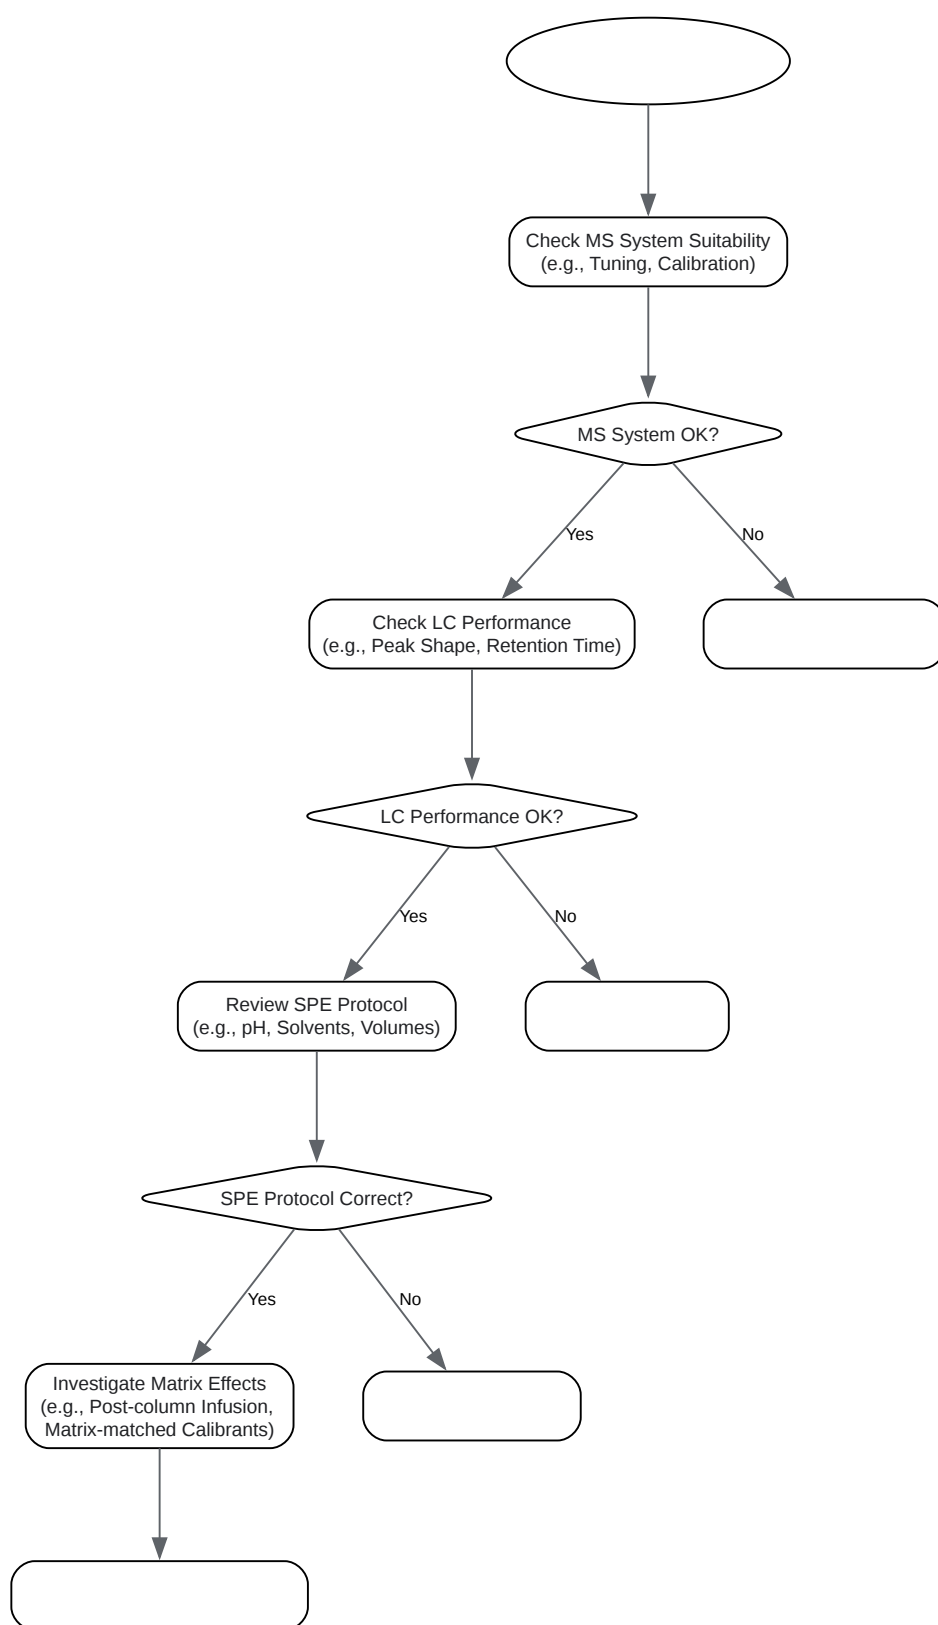 Check MS System Suitability
(e.g., Tuning, Calibration)
MS System OK?
Yes
No
Check LC Performance
(e.g., Peak Shape, Retention Time)
LC Performance OK?
Yes
No
Review SPE Protocol
(e.g., pH, Solvents, Volumes)
SPE Protocol Correct?
Yes
No
Investigate Matrix Effects
(e.g., Post-column Infusion,
Matrix-matched Calibrants)